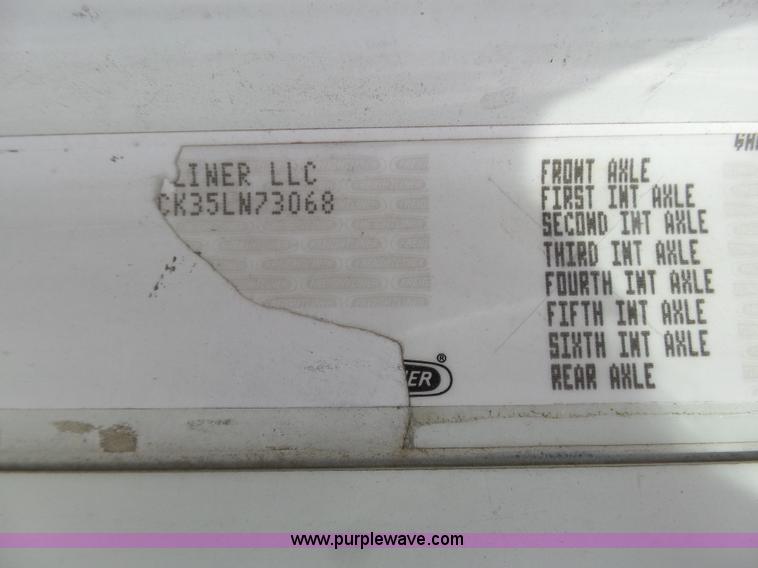 LINER LLC
CK35LN73068
FRONT AXLE
FIRST INT AXLE
SECOND INT AXLE
THIRD INT AXLE
FOURTH INT AXLE
FIFTH INT AXLE
SIXTH INT AXLE
REAR AXLE
NER®
www.purplewave.com